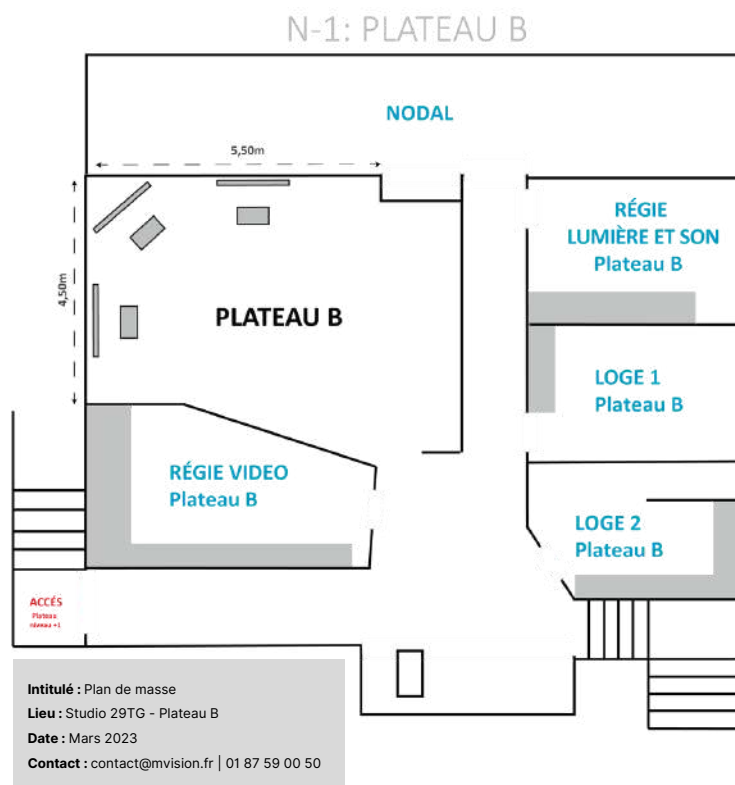 N-1: PLATEAU B
NODAL
5,50m
RÉGIE
LUMIÈRE ET SON
Plateau B
4,50m
PLATEAU B
LOGE 1
Plateau B
RÉGIE VIDEO
Plateau B
LOGE 2
Plateau B
ACCÉS
Plateau
niveau +1
Intitulé : Plan de masse
Lieu : Studio 29TG - Plateau B
Date : Mars 2023
Contact : contact@mvision.fr | 01 87 59 00 50